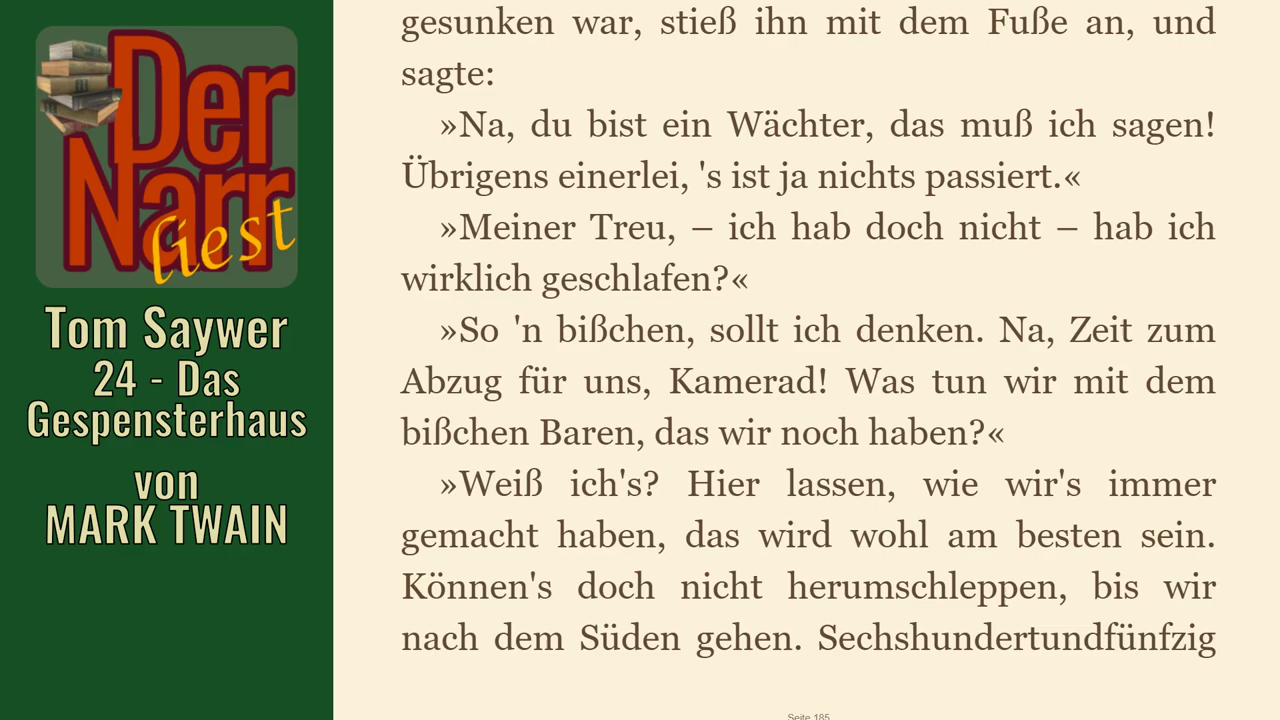 Der
Narr
liest
Tom Saywer
24 - Das
Gespensterhaus
von
MARK TWAIN
gesunken war, stieß ihn mit dem Fuße an, und
sagte:
»Na, du bist ein Wächter, das muß ich sagen!
Übrigens einerlei, 's ist ja nichts passiert.«
»Meiner Treu, – ich hab doch nicht – hab ich
wirklich geschlafen?«
»So 'n bißchen, sollt ich denken. Na, Zeit zum
Abzug für uns, Kamerad! Was tun wir mit dem
bißchen Baren, das wir noch haben?«
»Weiß ich's? Hier lassen, wie wir's immer
gemacht haben, das wird wohl am besten sein.
Können's doch nicht herumschleppen, bis wir
nach dem Süden gehen. Sechshundertundfünfzig
Seite 185